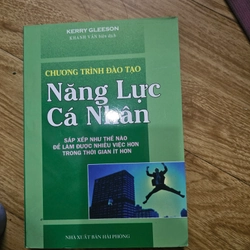 KERRY GLEESON
CHƯƠNG TRÌNH ĐÀO TẠO
Năng Lực
Cá Nhân
SẮP XẾP NHƯ THẾ NÀO
ĐỂ LÀM ĐƯỢC NHIỀU VIỆC HƠN
TRONG THỜI GIAN ÍT HƠN
NHÀ XUẤT BẢN HẢI PHÒNG